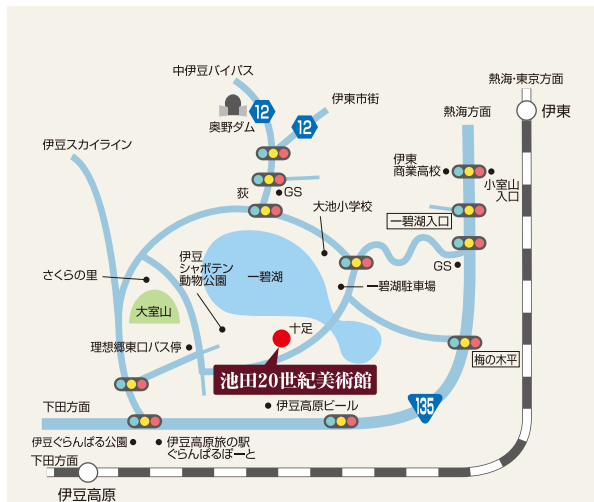 中伊豆バイパス
熱海・東京方面
12
伊東市街
熱海方面
伊東
奥野ダム
12
伊豆スカイライン
伊東
商業高校
小室山
入口
荻
GS
大池小学校
一碧湖入口
伊豆
シャボテン
動物公園
一碧湖
GS
さくらの里
一碧湖駐車場
大室山
十足
理想郷東口バス停
梅の木平
池田20世紀美術館
下田方面
伊豆高原ビール
135
伊豆ぐらんぱる公園
伊豆高原旅の駅
ぐらんぱるぽーと
下田方面
伊豆高原